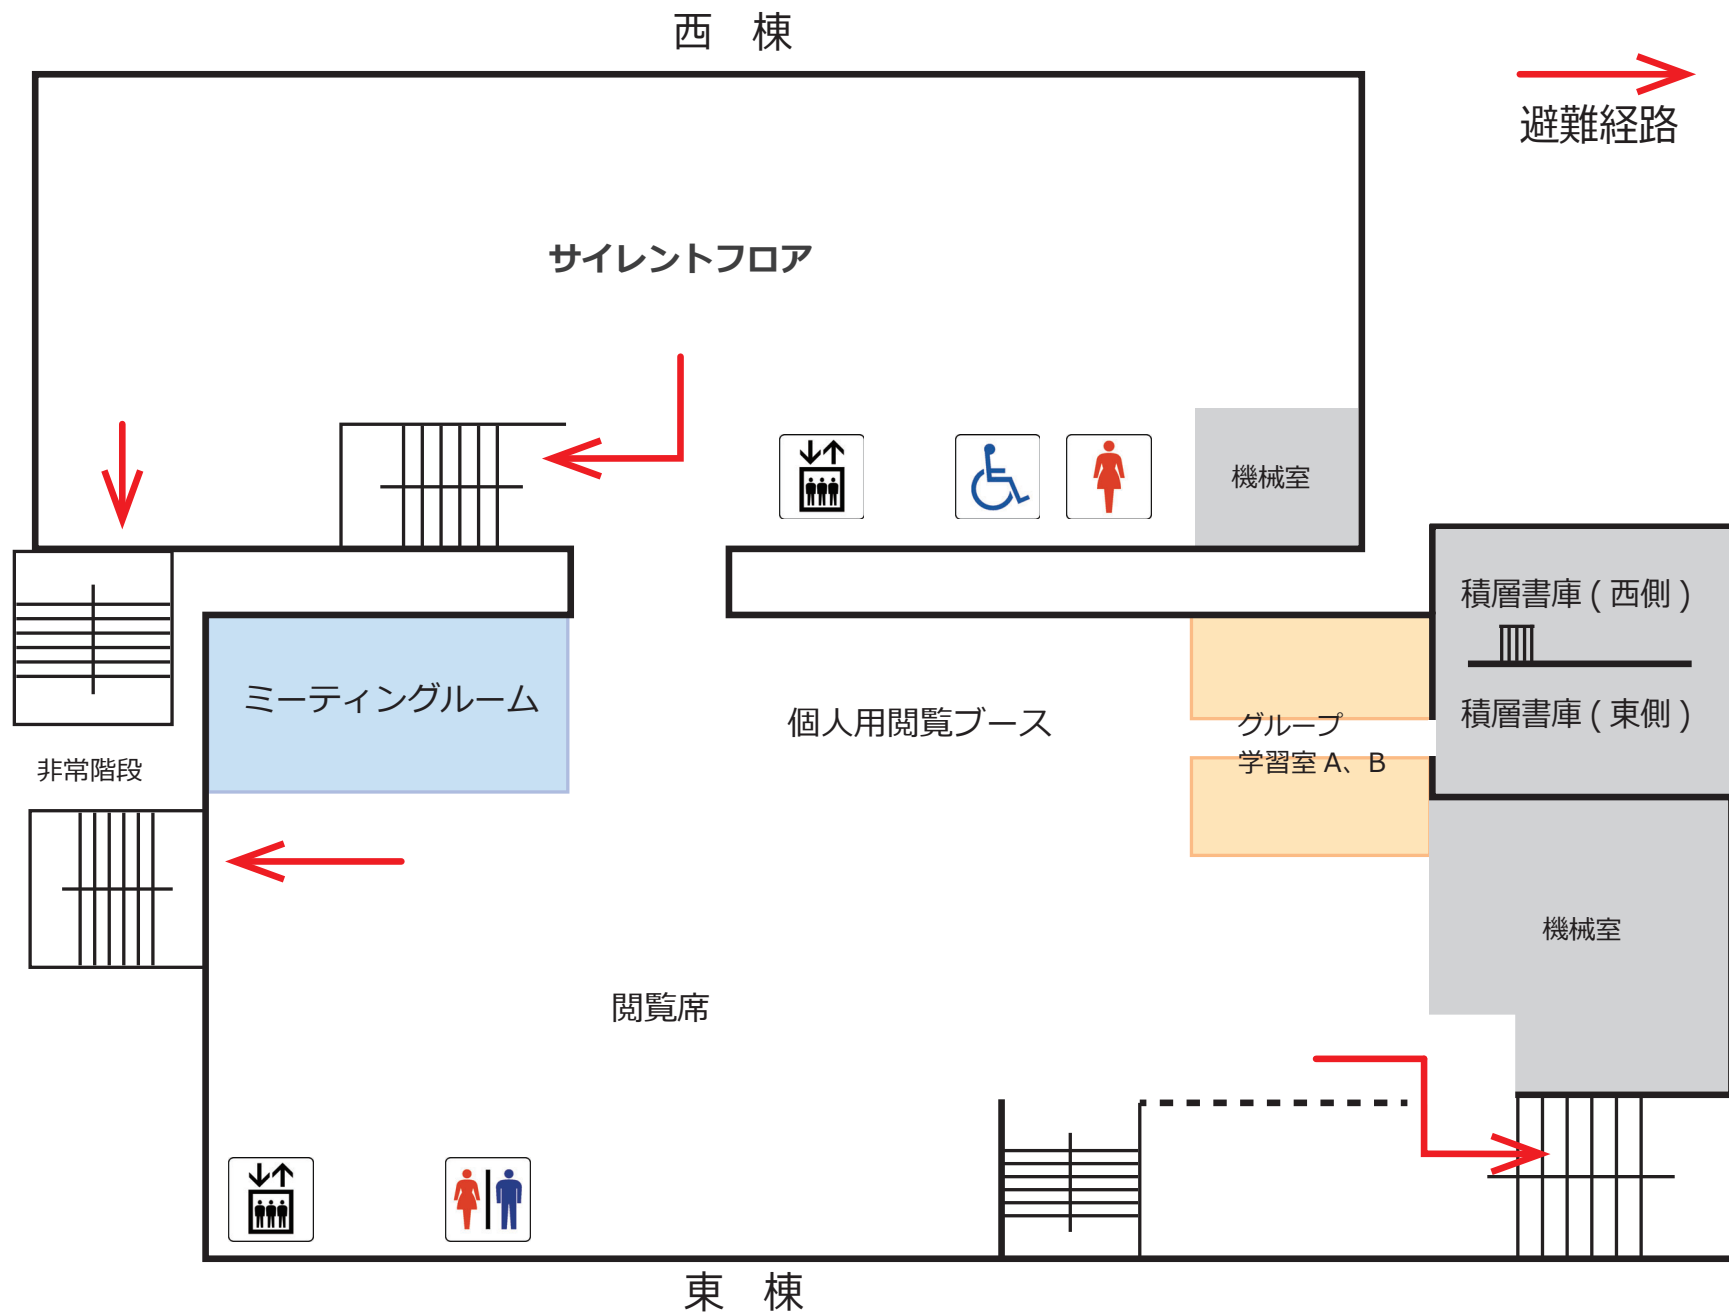 西　棟
避難経路
サイレントフロア
機械室
積層書庫 ( 西側 )
積層書庫 ( 東側 )
ミーティングルーム
個人用閲覧ブース
グループ
学習室 A、B
非常階段
機械室
閲覧席
東　棟